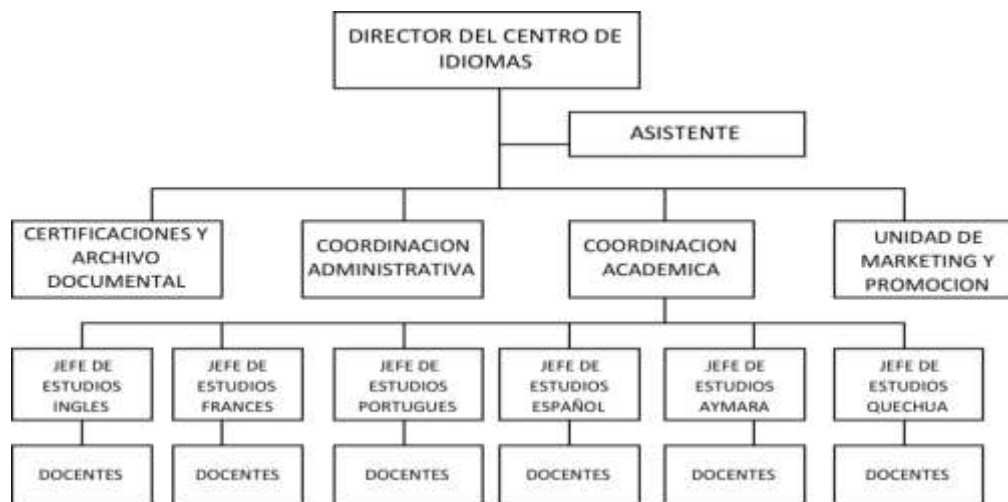 DIRECTOR DEL CENTRO DE
IDIOMAS
ASISTENTE
CERTIFICACIONES Y
ARCHIVO
DOCUMENTAL
COORDINACION
ADMINISTRATIVA
COORDINACION
ACADEMICA
UNIDAD DE
MARKETING Y
PROMOCION
JEFE DE
ESTUDIOS
INGLES
JEFE DE
ESTUDIOS
FRANCES
JEFE DE
ESTUDIOS
PORTUGUES
JEFE DE
ESTUDIOS
ESPAÑOL
JEFE DE
ESTUDIOS
AYMARA
JEFE DE
ESTUDIOS
QUECHUA
DOCENTES
DOCENTES
DOCENTES
DOCENTES
DOCENTES
DOCENTES